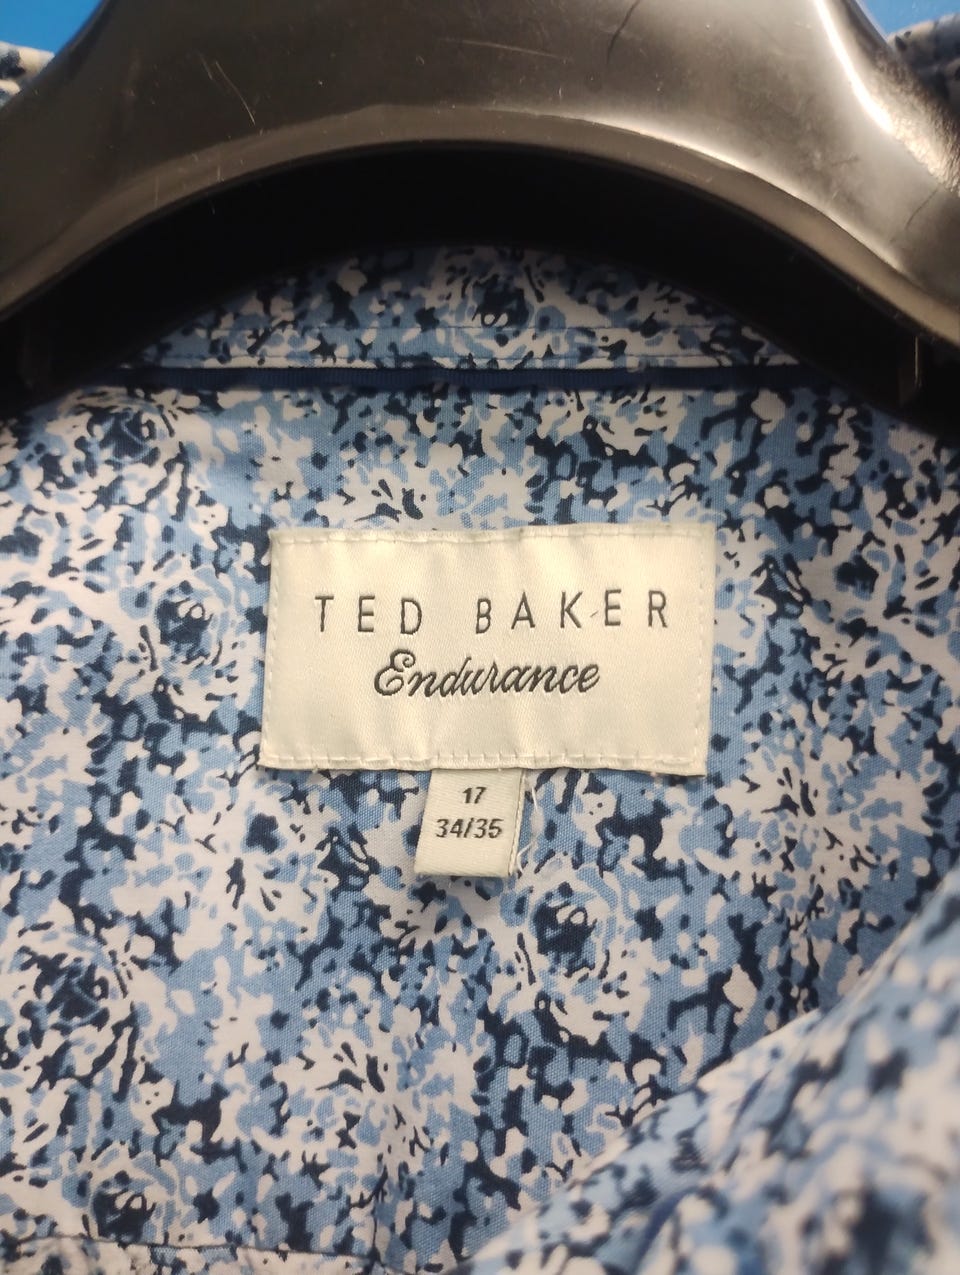 TED BAKER
Endurance
17
34/35